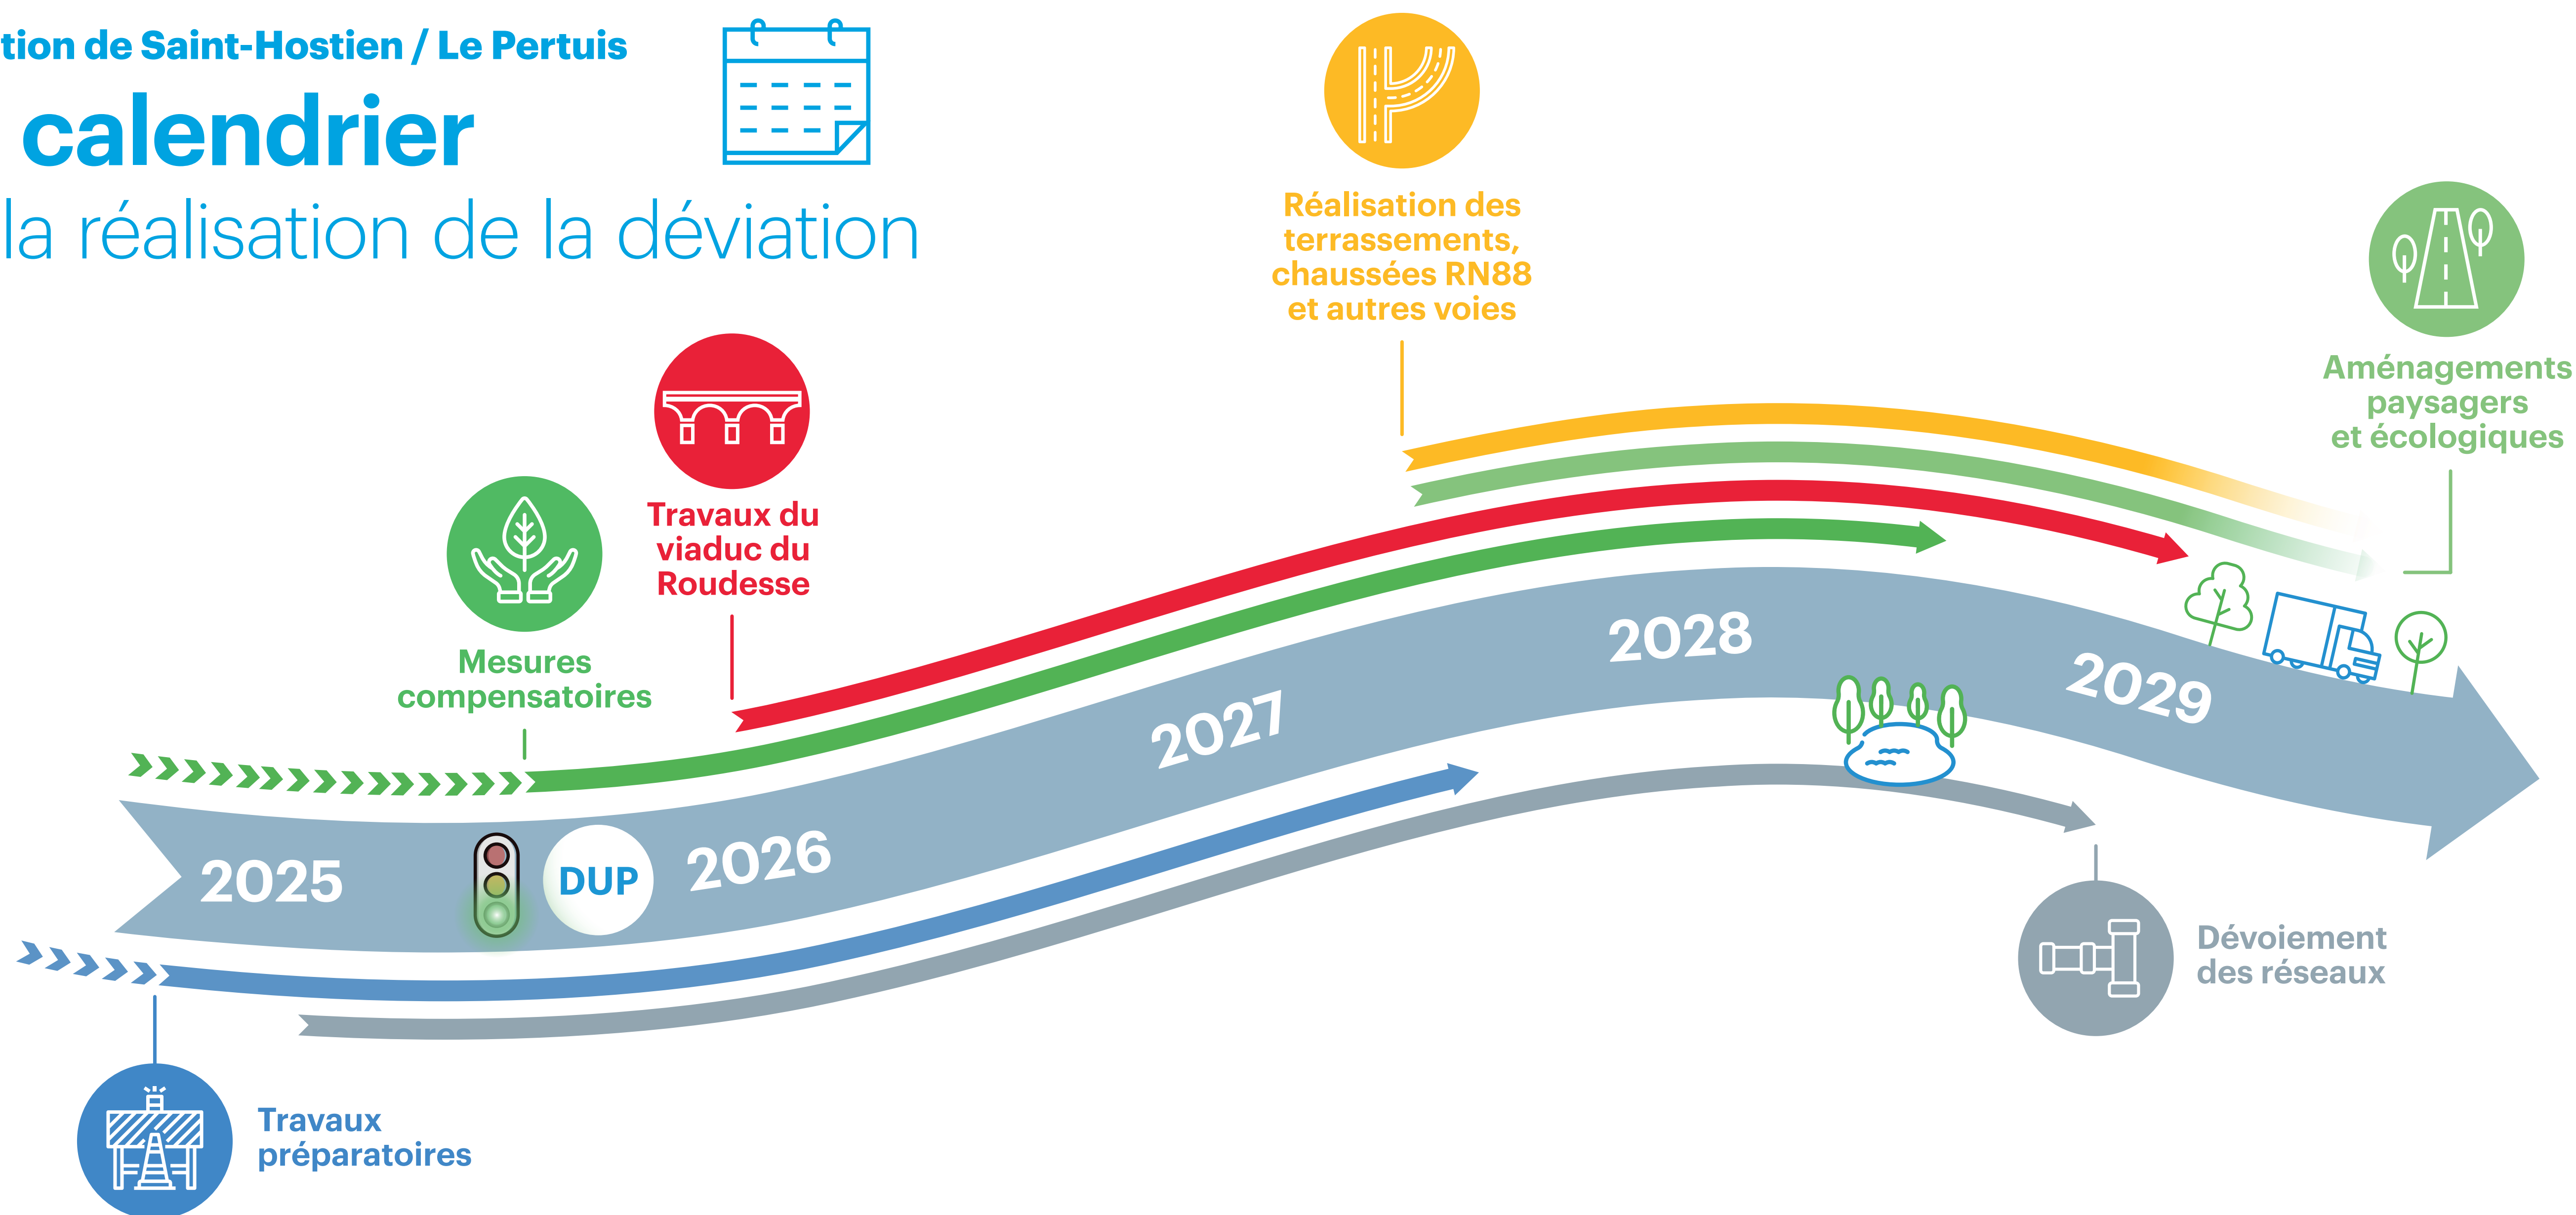 tion de Saint-Hostien / Le Pertuis
calendrier
la réalisation de la déviation
Réalisation des
terrassements,
chaussées RN88
et autres voies
Aménagements
paysagers
et écologiques
Travaux du
viaduc du
Roudesse
Mesures
compensatoires
2025
DUP
2026
2027
2028
2029
Dévoiement
des réseaux
Travaux
préparatoires